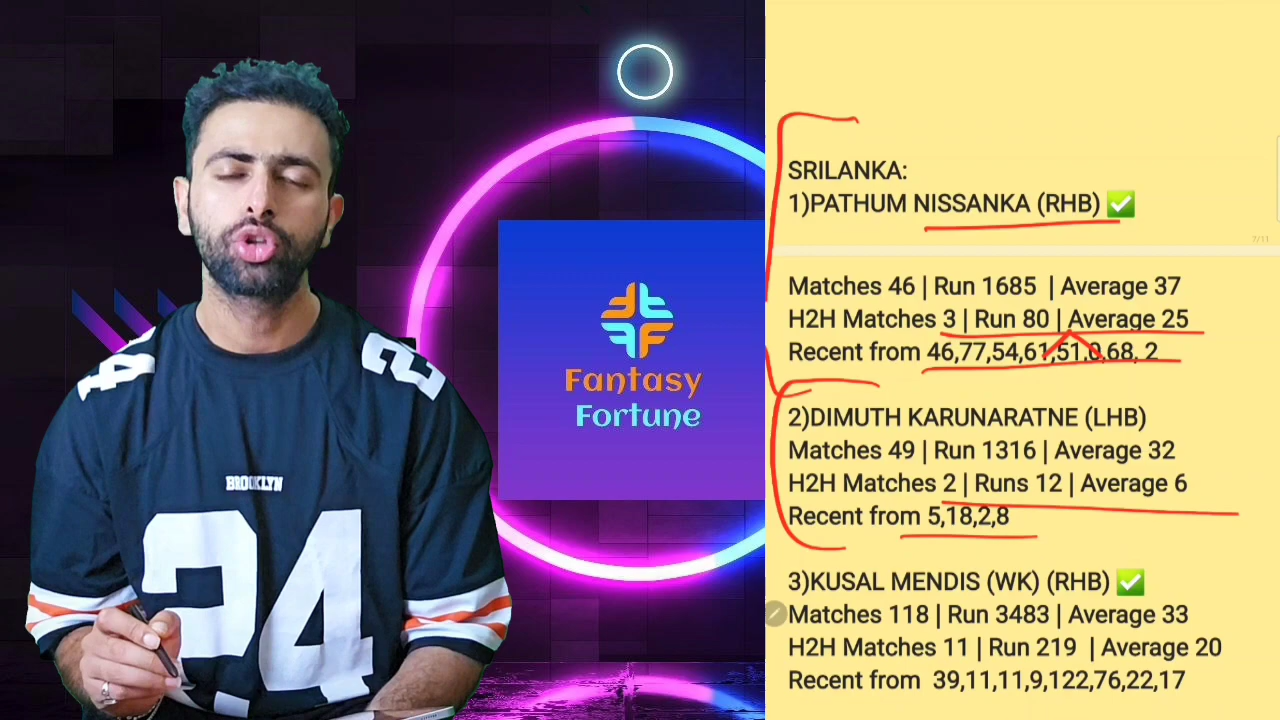 SRILANKA:
1)PATHUM NISSANKA (RHB) ✅
7/11
Matches 46 | Run 1685 | Average 37
H2H Matches 3 | Run 80 | Average 25
Recent from 46,77,54,61,51,0,68, 2
2)DIMUTH KARUNARATNE (LHB)
Matches 49 | Run 1316 | Average 32
H2H Matches 2 | Runs 12 | Average 6
Recent from 5,18,2,8
3)KUSAL MENDIS (WK) (RHB) ✅
Matches 118 | Run 3483 | Average 33
H2H Matches 11 | Run 219 | Average 20
Recent from 39,11,11,9,122,76,22,17
Fantasy
Fortune
BROOKLYN
24